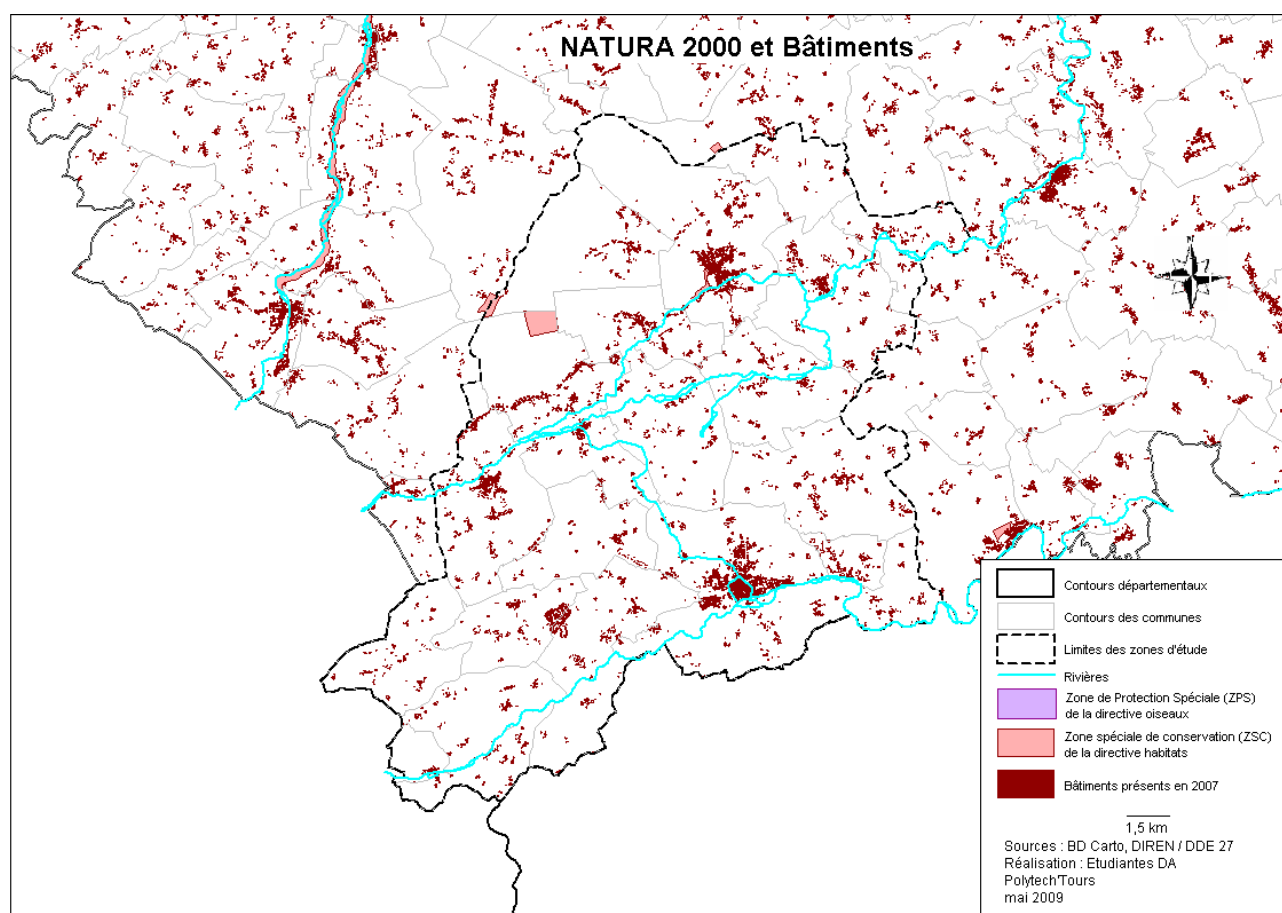 NATURA 2000 et Bâtiments
Contours départementaux
Contours des communes
Limites des zones d'étude
Rivières
Zone de Protection Spéciale (ZPS)
de la directive oiseaux
Zone spéciale de conservation (ZSC)
de la directive habitats
Bâtiments présents en 2007
1,5 km
Sources : BD Carto, DIREN / DDE 27
Réalisation : Etudiantes DA
Polytech'Tours
mai 2009